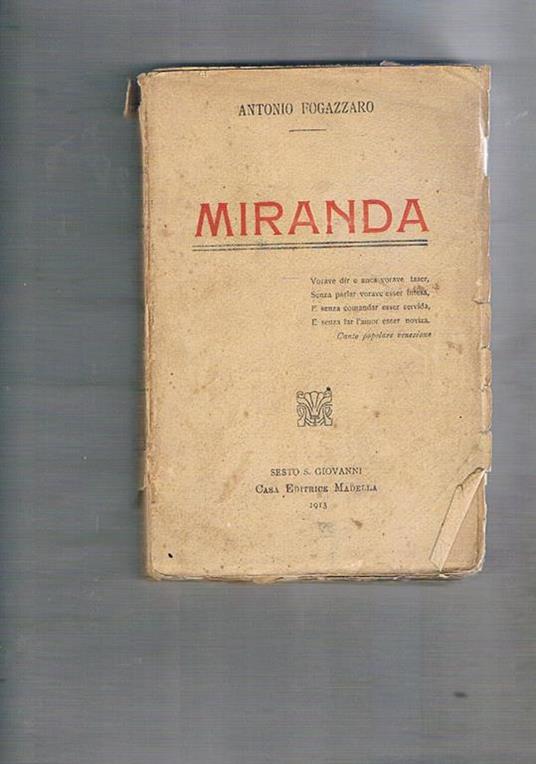 ANTONIO FOGAZZARO
MIRANDA
Vorave dir e anca vorave taser,
Senza parlar vorave esser intesa,
E senza comandar esser servida,
E senza far l'amor esser noviza.
Canto popolare veneziano
SESTO S. GIOVANNI
CASA EDITRICE MADELLA
1913